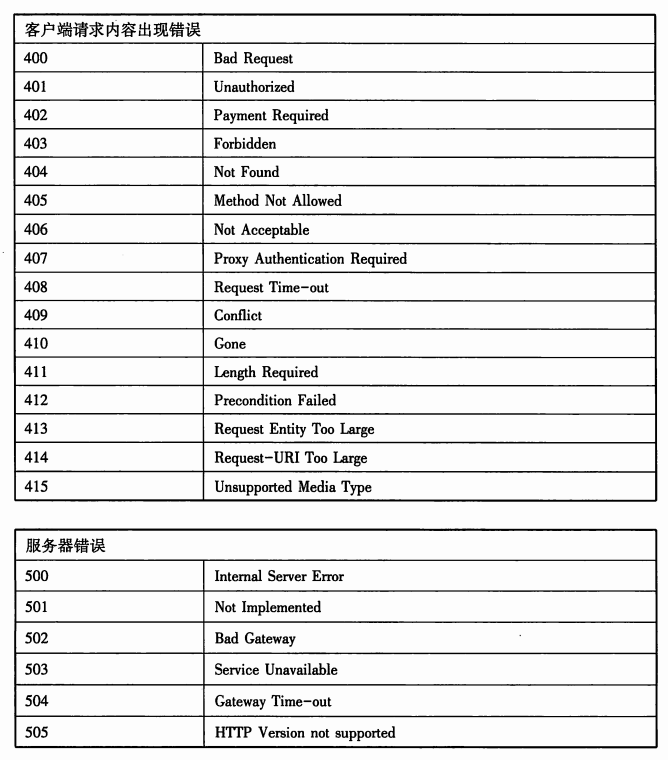 客户端请求内容出现错误
400 Bad Request
401 Unauthorized
402 Payment Required
403 Forbidden
404 Not Found
405 Method Not Allowed
406 Not Acceptable
407 Proxy Authentication Required
408 Request Time-out
409 Conflict
410 Gone
411 Length Required
412 Precondition Failed
413 Request Entity Too Large
414 Request-URI Too Large
415 Unsupported Media Type
服务器错误
500 Internal Server Error
501 Not Implemented
502 Bad Gateway
503 Service Unavailable
504 Gateway Time-out
505 HTTP Version not supported